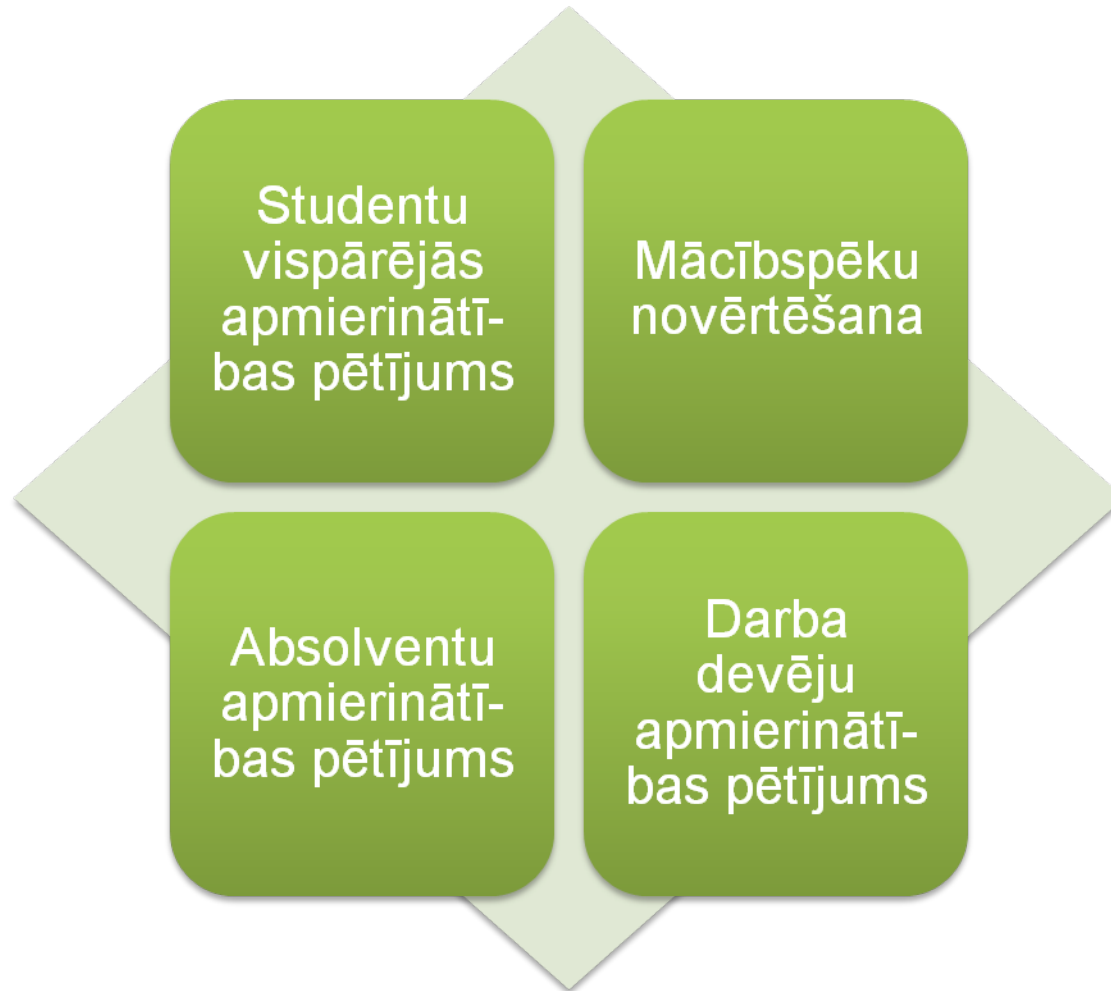 Studentu
vispārējās
apmierinātī-
bas pētījums
Mācībspēku
novērtēšana
Absolventu
apmierinātī-
bas pētījums
Darba
devēju
apmierinātī-
bas pētījums